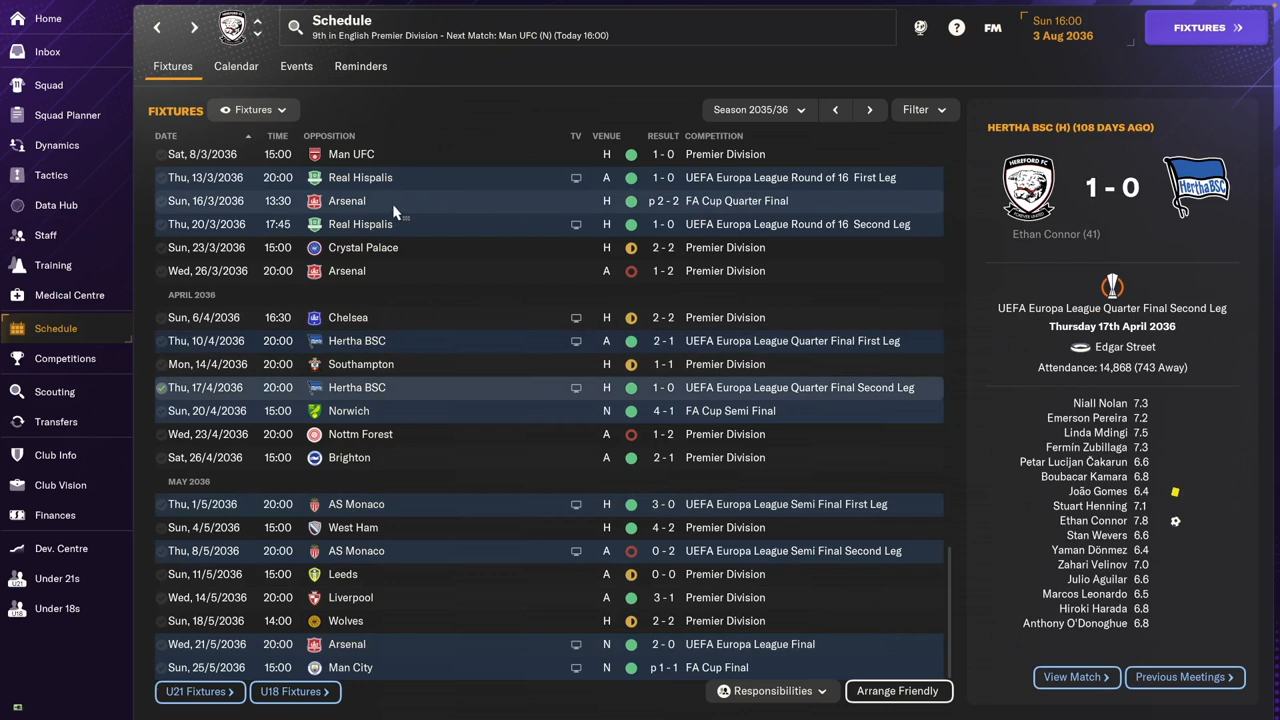 Home
Inbox
Squad
Squad Planner
Dynamics
Tactics
Data Hub
Staff
Training
Medical Centre
Schedule
Competitions
Scouting
Transfers
Club Info
Club Vision
Finances
Dev. Centre
Under 21s
Under 18s
Schedule
9th in English Premier Division - Next Match: Man UFC (N) (Today 16:00)
FM
Sun 16:00
3 Aug 2036
FIXTURES
Fixtures Calendar Events Reminders
FIXTURES Fixtures Season 2035/36 Filter
DATE TIME OPPOSITION TV VENUE RESULT COMPETITION
Sat, 8/3/2036 15:00 Man UFC H 1 - 0 Premier Division
Thu, 13/3/2036 20:00 Real Hispalis A 1 - 0 UEFA Europa League Round of 16 First Leg
Sun, 16/3/2036 13:30 Arsenal H p 2 - 2 FA Cup Quarter Final
Thu, 20/3/2036 17:45 Real Hispalis H 1 - 0 UEFA Europa League Round of 16 Second Leg
Sun, 23/3/2036 15:00 Crystal Palace H 2 - 2 Premier Division
Wed, 26/3/2036 20:00 Arsenal A 1 - 2 Premier Division
APRIL 2036
Sun, 6/4/2036 16:30 Chelsea H 2 - 2 Premier Division
Thu, 10/4/2036 20:00 Hertha BSC A 2 - 1 UEFA Europa League Quarter Final First Leg
Mon, 14/4/2036 20:00 Southampton H 1 - 1 Premier Division
Thu, 17/4/2036 20:00 Hertha BSC H 1 - 0 UEFA Europa League Quarter Final Second Leg
Sun, 20/4/2036 15:00 Norwich N 4 - 1 FA Cup Semi Final
Wed, 23/4/2036 20:00 Nottm Forest A 1 - 2 Premier Division
Sat, 26/4/2036 15:00 Brighton A 2 - 1 Premier Division
MAY 2036
Thu, 1/5/2036 20:00 AS Monaco H 3 - 0 UEFA Europa League Semi Final First Leg
Sun, 4/5/2036 15:00 West Ham H 4 - 2 Premier Division
Thu, 8/5/2036 20:00 AS Monaco A 0 - 2 UEFA Europa League Semi Final Second Leg
Sun, 11/5/2036 15:00 Leeds A 0 - 0 Premier Division
Wed, 14/5/2036 20:00 Liverpool A 3 - 1 Premier Division
Sun, 18/5/2036 14:00 Wolves H 2 - 2 Premier Division
Wed, 21/5/2036 20:00 Arsenal N 2 - 0 UEFA Europa League Final
Sun, 25/5/2036 15:00 Man City N p 1 - 1 FA Cup Final
U21 Fixtures U18 Fixtures Responsibilities Arrange Friendly
HERTHA BSC (H) (108 DAYS AGO)
HEREFORD FC
FOREVER UNITED
1 - 0
Hertha BSC
Ethan Connor (41)
UEFA Europa League Quarter Final Second Leg
Thursday 17th April 2036
Edgar Street
Attendance: 14,868 (743 Away)
Niall Nolan 7.3
Emerson Pereira 7.2
Linda Mdingi 7.5
Fermín Zubillaga 7.3
Petar Lucijan Čakarun 6.6
Boubacar Kamara 6.8
João Gomes 6.4
Stuart Henning 7.1
Ethan Connor 7.8
Stan Wevers 6.6
Yaman Dönmez 6.4
Zahari Velinov 7.0
Julio Aguilar 6.6
Marcos Leonardo 6.5
Hiroki Harada 6.8
Anthony O'Donoghue 6.8
View Match Previous Meetings